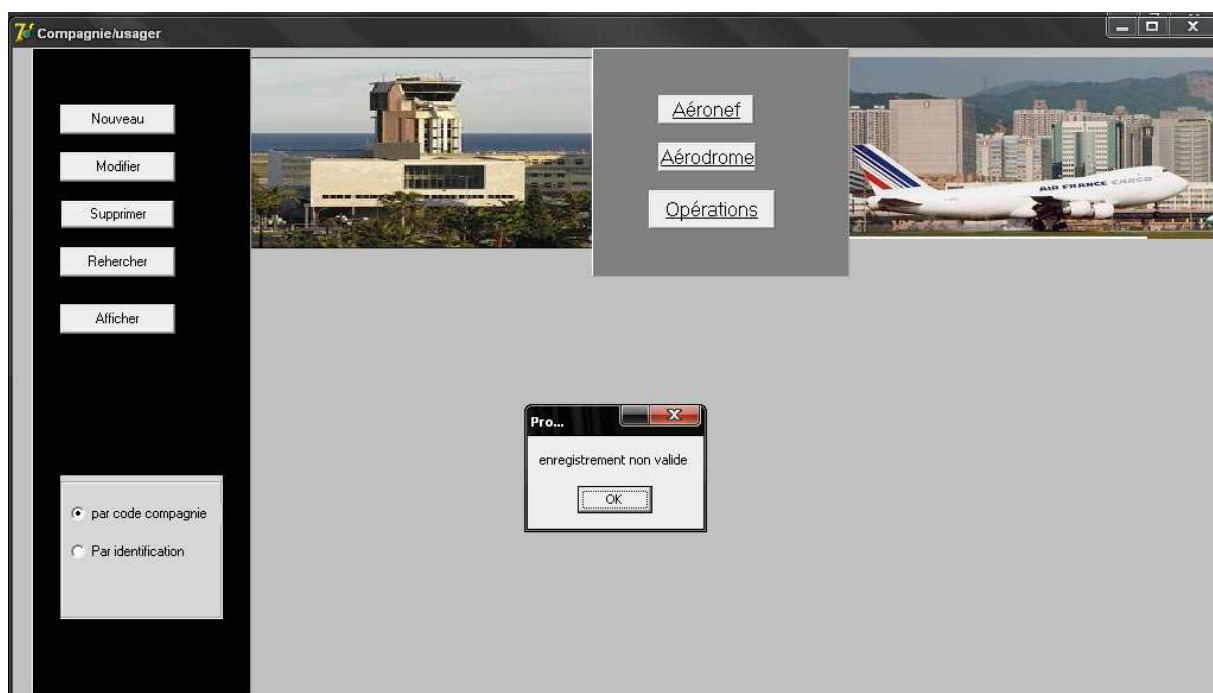 Compagnie/usager
Nouveau
Modifier
Supprimer
Rehercher
Afficher
par code compagnie
Par identification
Aéronef
Aérodrome
Opérations
AIR FRANCE CARGO
Pro...
enregistrement non valide
OK